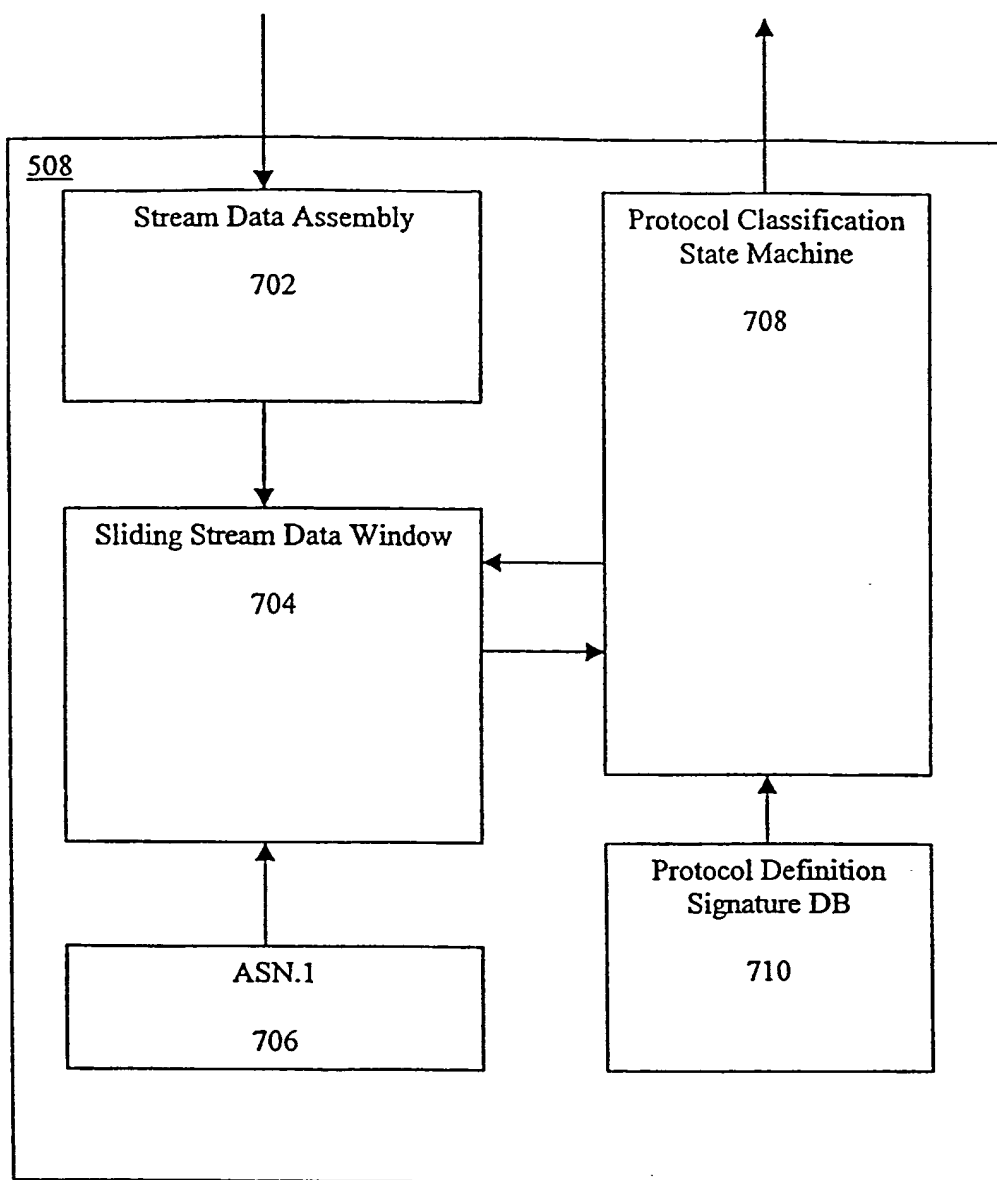 508
Stream Data Assembly
702
Protocol Classification
State Machine
708
Sliding Stream Data Window
704
Protocol Definition
Signature DB
710
ASN.1
706